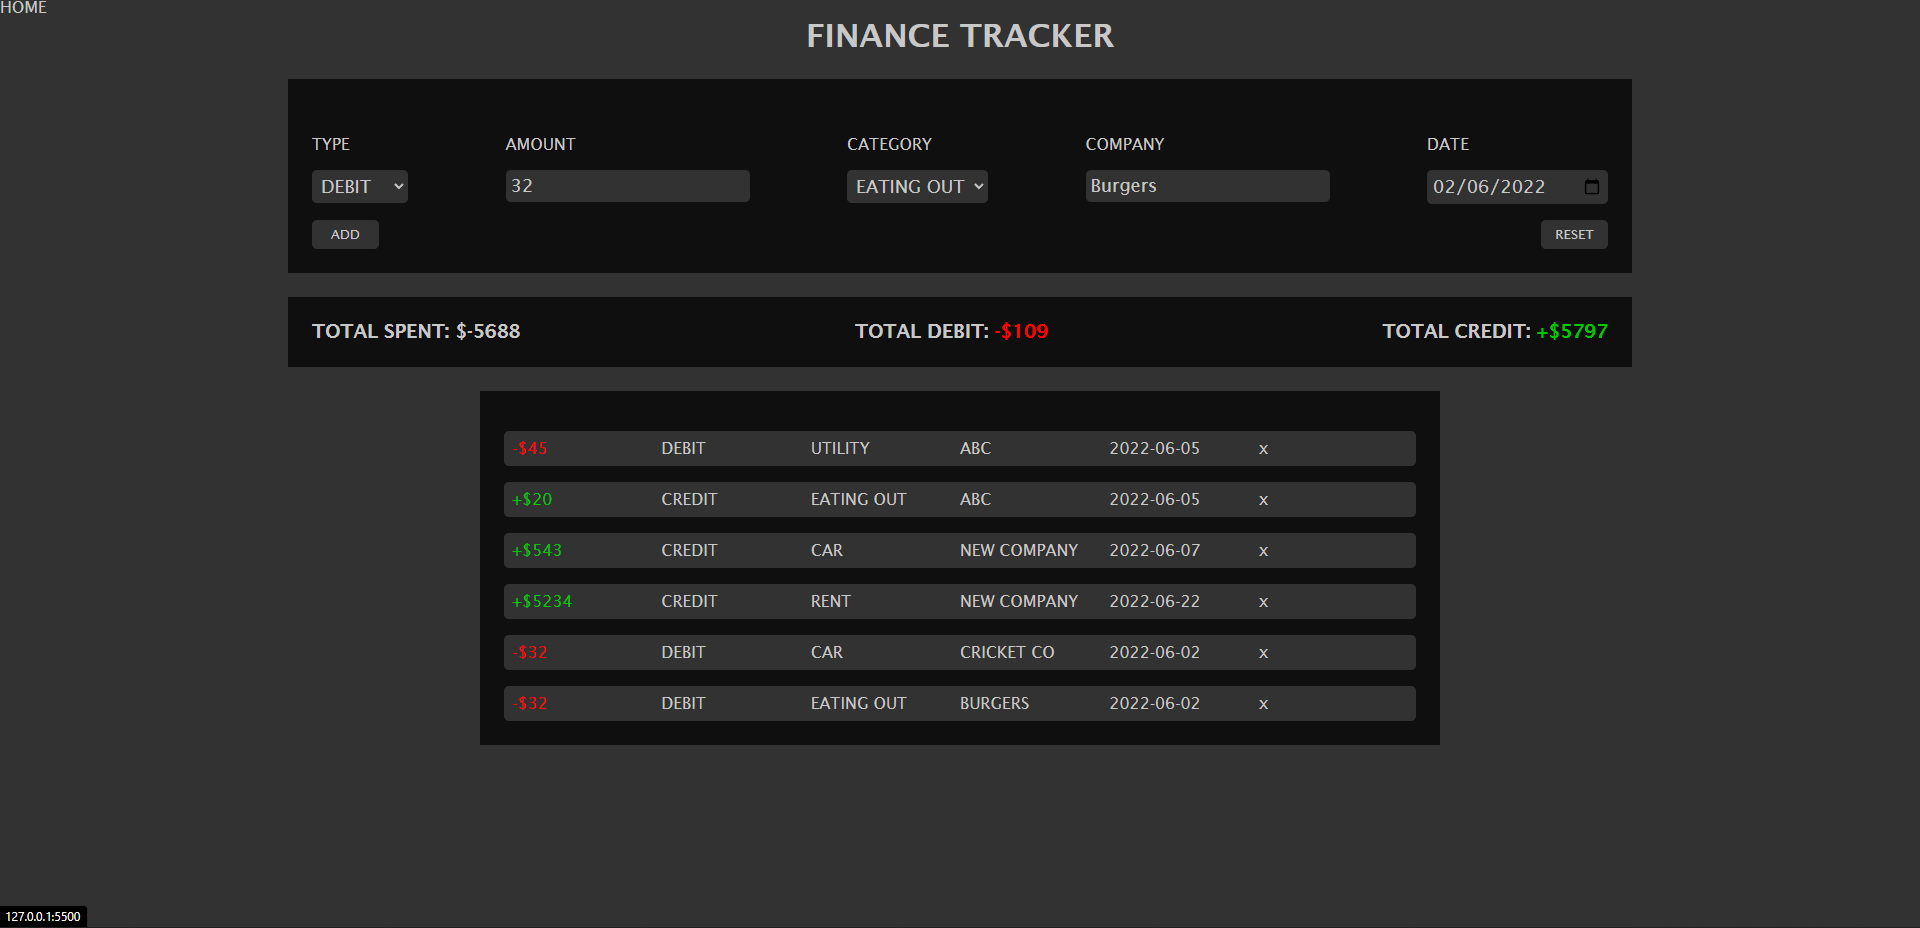 HOME
FINANCE TRACKER
TYPE AMOUNT CATEGORY COMPANY DATE
DEBIT 32 EATING OUT Burgers 02/06/2022
ADD RESET
TOTAL SPENT: $-5688 TOTAL DEBIT: -$109 TOTAL CREDIT: +$5797
-$45 DEBIT UTILITY ABC 2022-06-05 x
+$20 CREDIT EATING OUT ABC 2022-06-05 x
+$543 CREDIT CAR NEW COMPANY 2022-06-07 x
+$5234 CREDIT RENT NEW COMPANY 2022-06-22 x
-$32 DEBIT CAR CRICKET CO 2022-06-02 x
-$32 DEBIT EATING OUT BURGERS 2022-06-02 x
127.0.0.1:5500